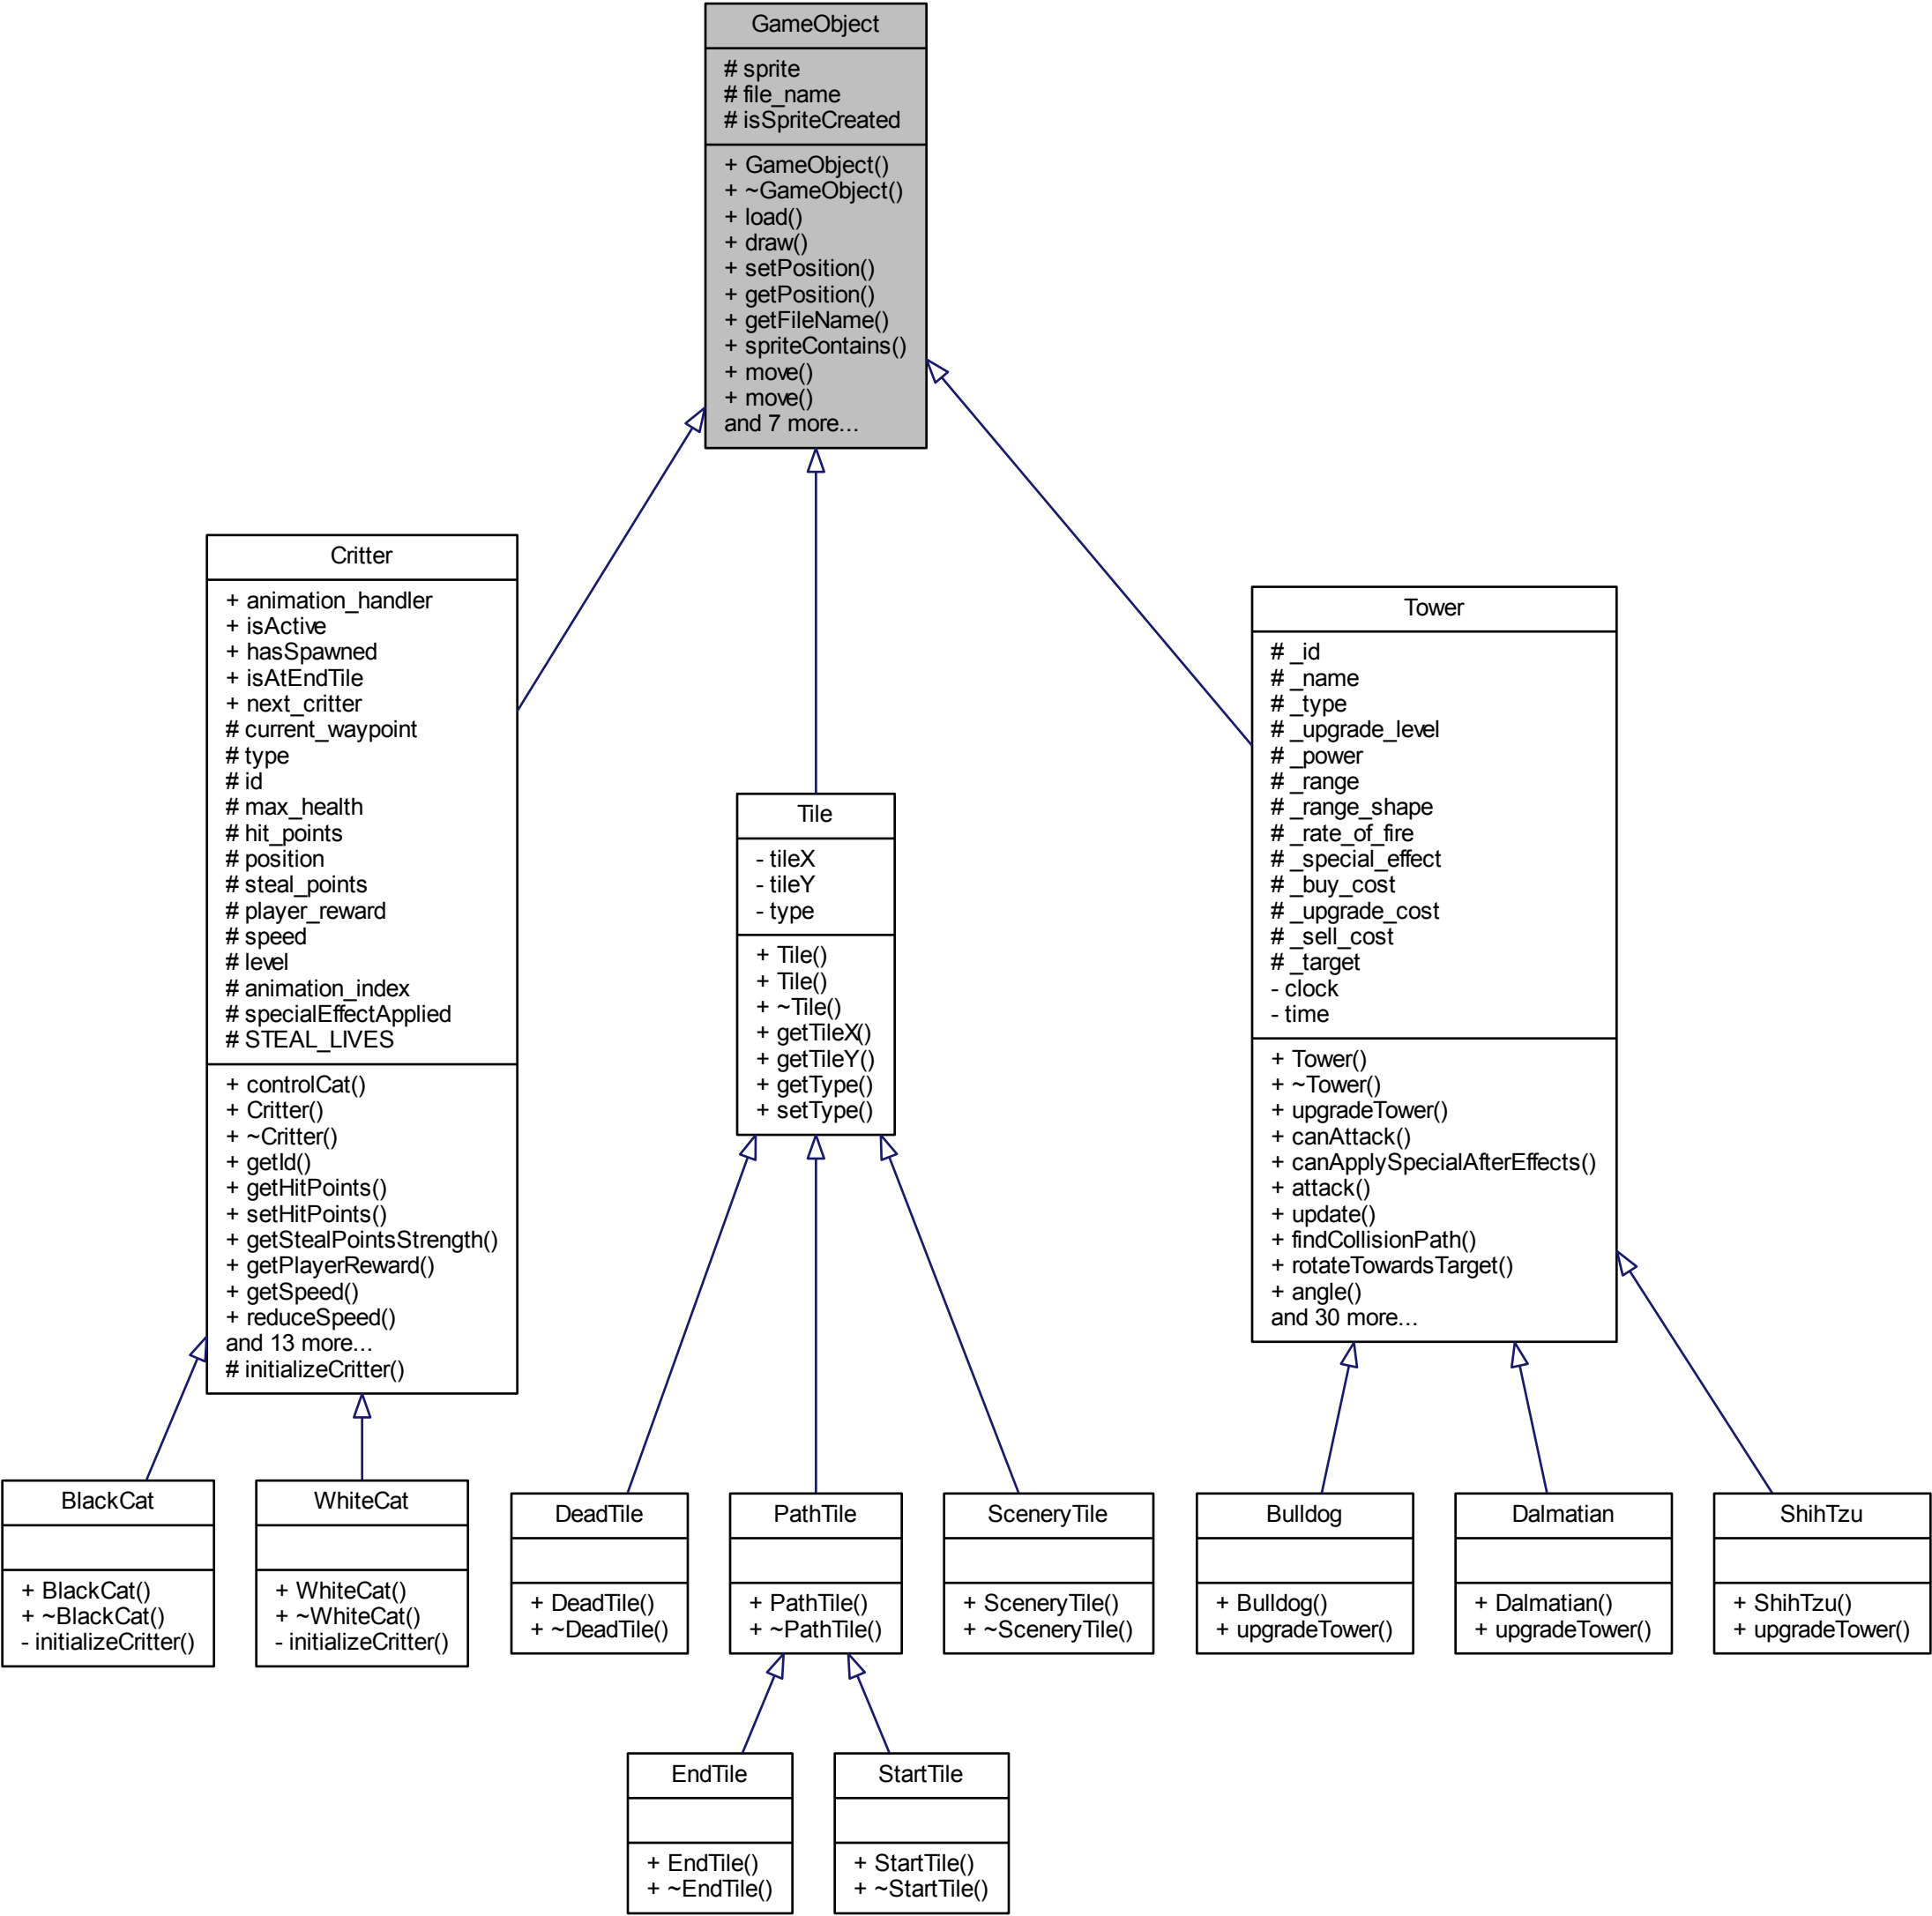 GameObject
# sprite
# file_name
# isSpriteCreated
+ GameObject()
+ ~GameObject()
+ load()
+ draw()
+ setPosition()
+ getPosition()
+ getFileName()
+ spriteContains()
+ move()
+ move()
and 7 more...
Critter
+ animation_handler
+ isActive
+ hasSpawned
+ isAtEndTile
+ next_critter
# current_waypoint
# type
# id
# max_health
# hit_points
# position
# steal_points
# player_reward
# speed
# level
# animation_index
# specialEffectApplied
# STEAL_LIVES
+ controlCat()
+ Critter()
+ ~Critter()
+ getId()
+ getHitPoints()
+ setHitPoints()
+ getStealPointsStrength()
+ getPlayerReward()
+ getSpeed()
+ reduceSpeed()
and 13 more...
# initializeCritter()
Tile
- tileX
- tileY
- type
+ Tile()
+ Tile()
+ ~Tile()
+ getTileX()
+ getTileY()
+ getType()
+ setType()
Tower
# _id
# _name
# _type
# _upgrade_level
# _power
# _range
# _range_shape
# _rate_of_fire
# _special_effect
# _buy_cost
# _upgrade_cost
# _sell_cost
# _target
- clock
- time
+ Tower()
+ ~Tower()
+ upgradeTower()
+ canAttack()
+ canApplySpecialAfterEffects()
+ attack()
+ update()
+ findCollisionPath()
+ rotateTowardsTarget()
+ angle()
and 30 more...
BlackCat
+ BlackCat()
+ ~BlackCat()
- initializeCritter()
WhiteCat
+ WhiteCat()
+ ~WhiteCat()
- initializeCritter()
DeadTile
+ DeadTile()
+ ~DeadTile()
PathTile
+ PathTile()
+ ~PathTile()
SceneryTile
+ SceneryTile()
+ ~SceneryTile()
Bulldog
+ Bulldog()
+ upgradeTower()
Dalmatian
+ Dalmatian()
+ upgradeTower()
ShihTzu
+ ShihTzu()
+ upgradeTower()
EndTile
+ EndTile()
+ ~EndTile()
StartTile
+ StartTile()
+ ~StartTile()